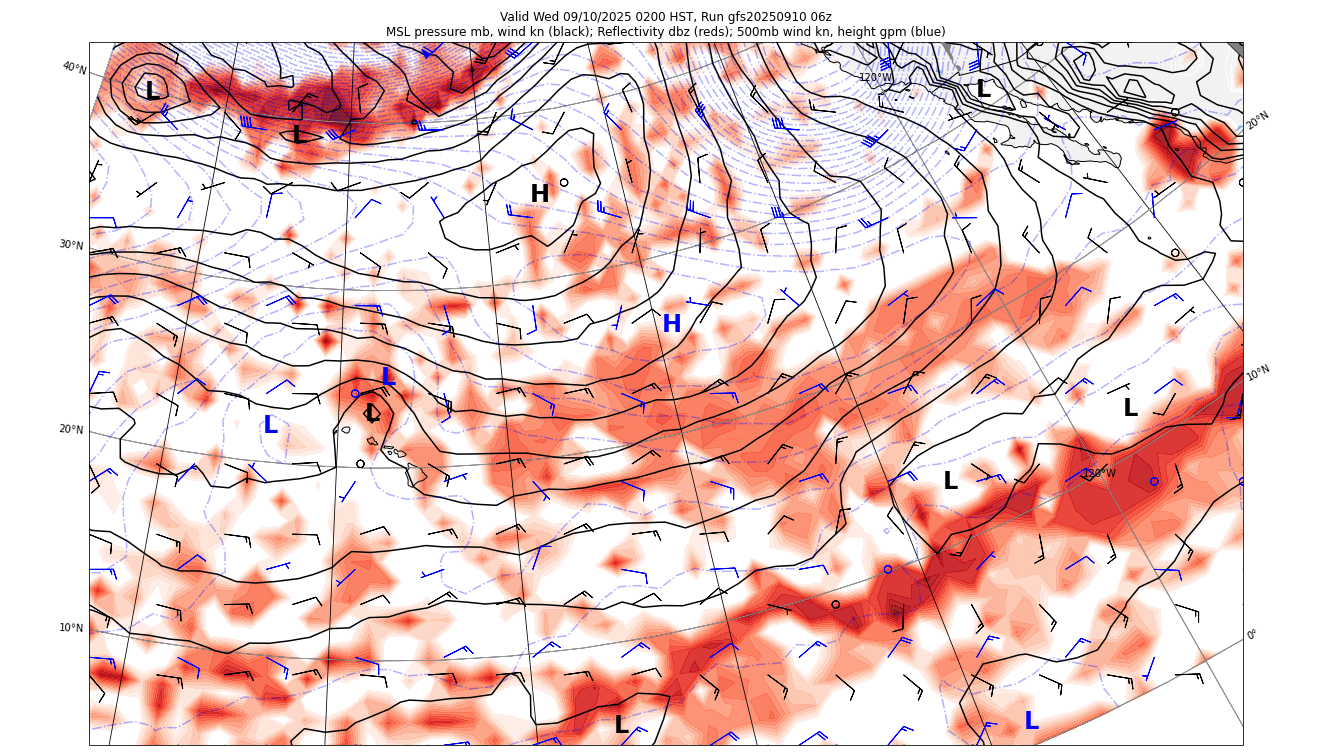 Valid Wed 09/10/2025 0200 HST, Run gfs20250910 06z
MSL pressure mb, wind kn (black); Reflectivity dbz (reds); 500mb wind kn, height gpm (blue)
40°N
120°W
L
L
L
20°N
H
30°N
H
L
10°N
L
L
L
20°N
120°W
L
10°N
0°
L
L